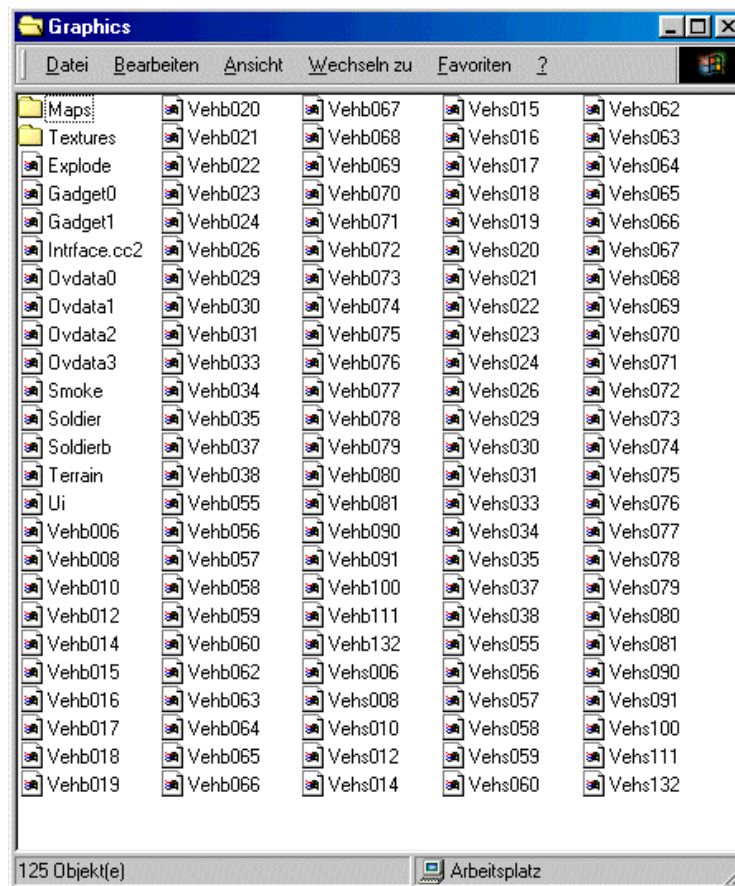 Graphics
Datei Bearbeiten Ansicht Wechseln zu Favoriten ?
Maps Vehb020 Vehb067 Vehs015 Vehs062
Textures Vehb021 Vehb068 Vehs016 Vehs063
Explode Vehb022 Vehb069 Vehs017 Vehs064
Gadget0 Vehb023 Vehb070 Vehs018 Vehs065
Gadget1 Vehb024 Vehb071 Vehs019 Vehs066
Intrface.cc2 Vehb026 Vehb072 Vehs020 Vehs067
Ovdata0 Vehb029 Vehb073 Vehs021 Vehs068
Ovdata1 Vehb030 Vehb074 Vehs022 Vehs069
Ovdata2 Vehb031 Vehb075 Vehs023 Vehs070
Ovdata3 Vehb033 Vehb076 Vehs024 Vehs071
Smoke Vehb034 Vehb077 Vehs026 Vehs072
Soldier Vehb035 Vehb078 Vehs029 Vehs073
Soldierb Vehb037 Vehb079 Vehs030 Vehs074
Terrain Vehb038 Vehb080 Vehs031 Vehs075
Ui Vehb055 Vehb081 Vehs033 Vehs076
Vehb006 Vehb056 Vehb090 Vehs034 Vehs077
Vehb008 Vehb057 Vehb091 Vehs035 Vehs078
Vehb010 Vehb058 Vehb100 Vehs037 Vehs079
Vehb012 Vehb059 Vehb111 Vehs038 Vehs080
Vehb014 Vehb060 Vehb132 Vehs055 Vehs081
Vehb015 Vehb062 Vehs006 Vehs056 Vehs090
Vehb016 Vehb063 Vehs008 Vehs057 Vehs091
Vehb017 Vehb064 Vehs010 Vehs058 Vehs100
Vehb018 Vehb065 Vehs012 Vehs059 Vehs111
Vehb019 Vehb066 Vehs014 Vehs060 Vehs132
125 Objekt(e) Arbeitsplatz